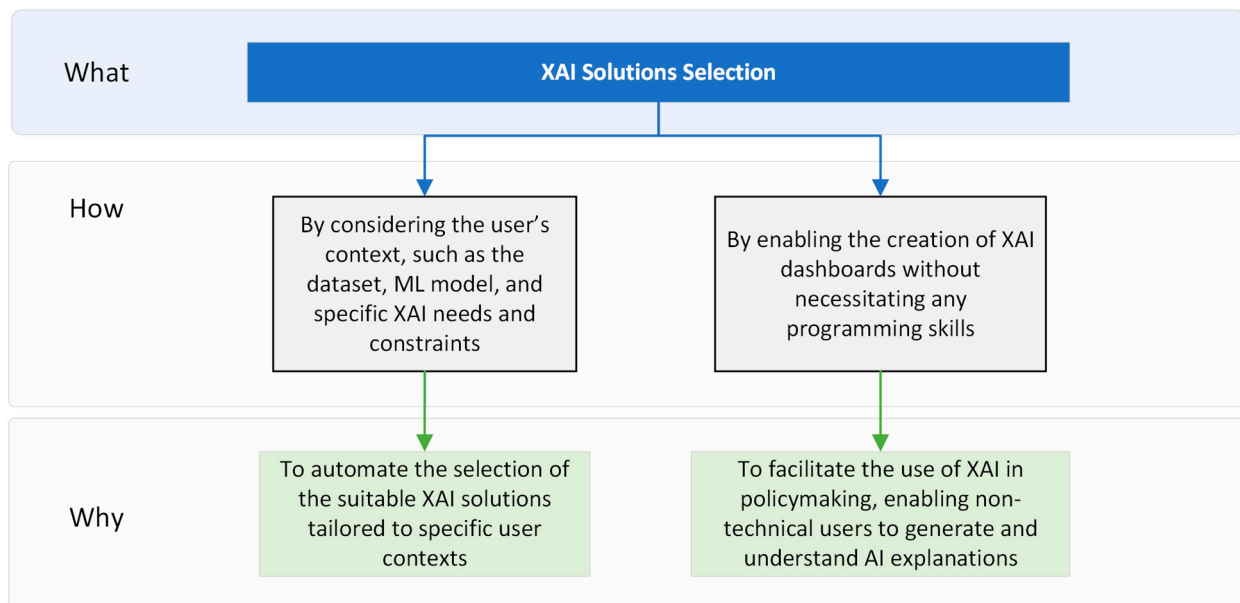 What
XAI Solutions Selection
How
By considering the user’s
context, such as the
dataset, ML model, and
specific XAI needs and
constraints
By enabling the creation of XAI
dashboards without
necessitating any
programming skills
Why
To automate the selection of
the suitable XAI solutions
tailored to specific user
contexts
To facilitate the use of XAI in
policymaking, enabling non-
technical users to generate and
understand AI explanations